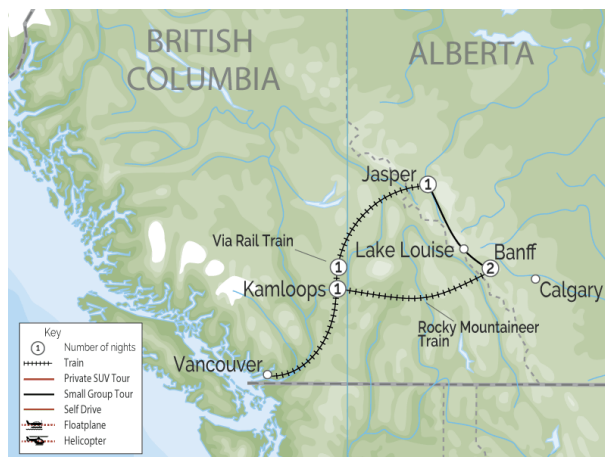 BRITISH
COLUMBIA
ALBERTA
Jasper
1
Via Rail Train
1
Lake Louise
Banff
2
Kamloops
1
Calgary
Rocky Mountaineer
Train
Vancouver
Key
1 Number of nights
Train
Private SUV Tour
Small Group Tour
Self Drive
Floatplane
Helicopter